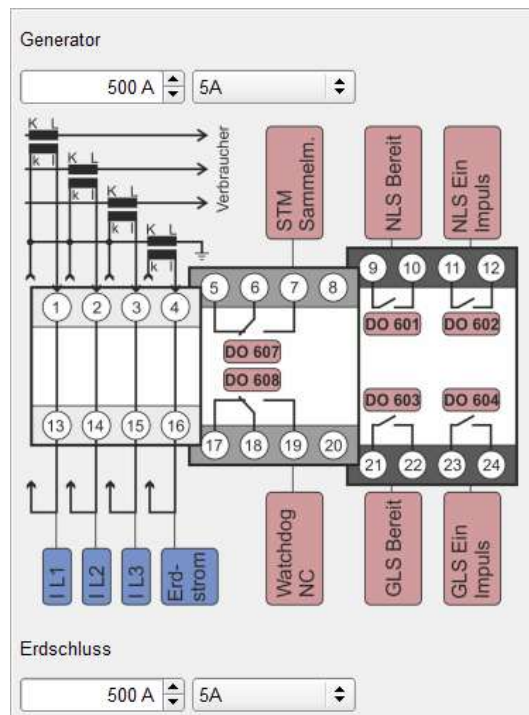 Generator
500 A
5A
K L
k l
K L
k l
K L
k l
K L
k l
Verbraucher
STM
Sammelm.
NLS Bereit
NLS Ein
Impuls
1 2 3 4
5 6 7 8
9 10 11 12
DO 601 DO 602
DO 607
DO 608
DO 603 DO 604
13 14 15 16
17 18 19 20
21 22 23 24
I L1
I L2
I L3
Erd-
strom
Watchdog
NC
GLS Bereit
GLS Ein
Impuls
Erdschluss
500 A
5A